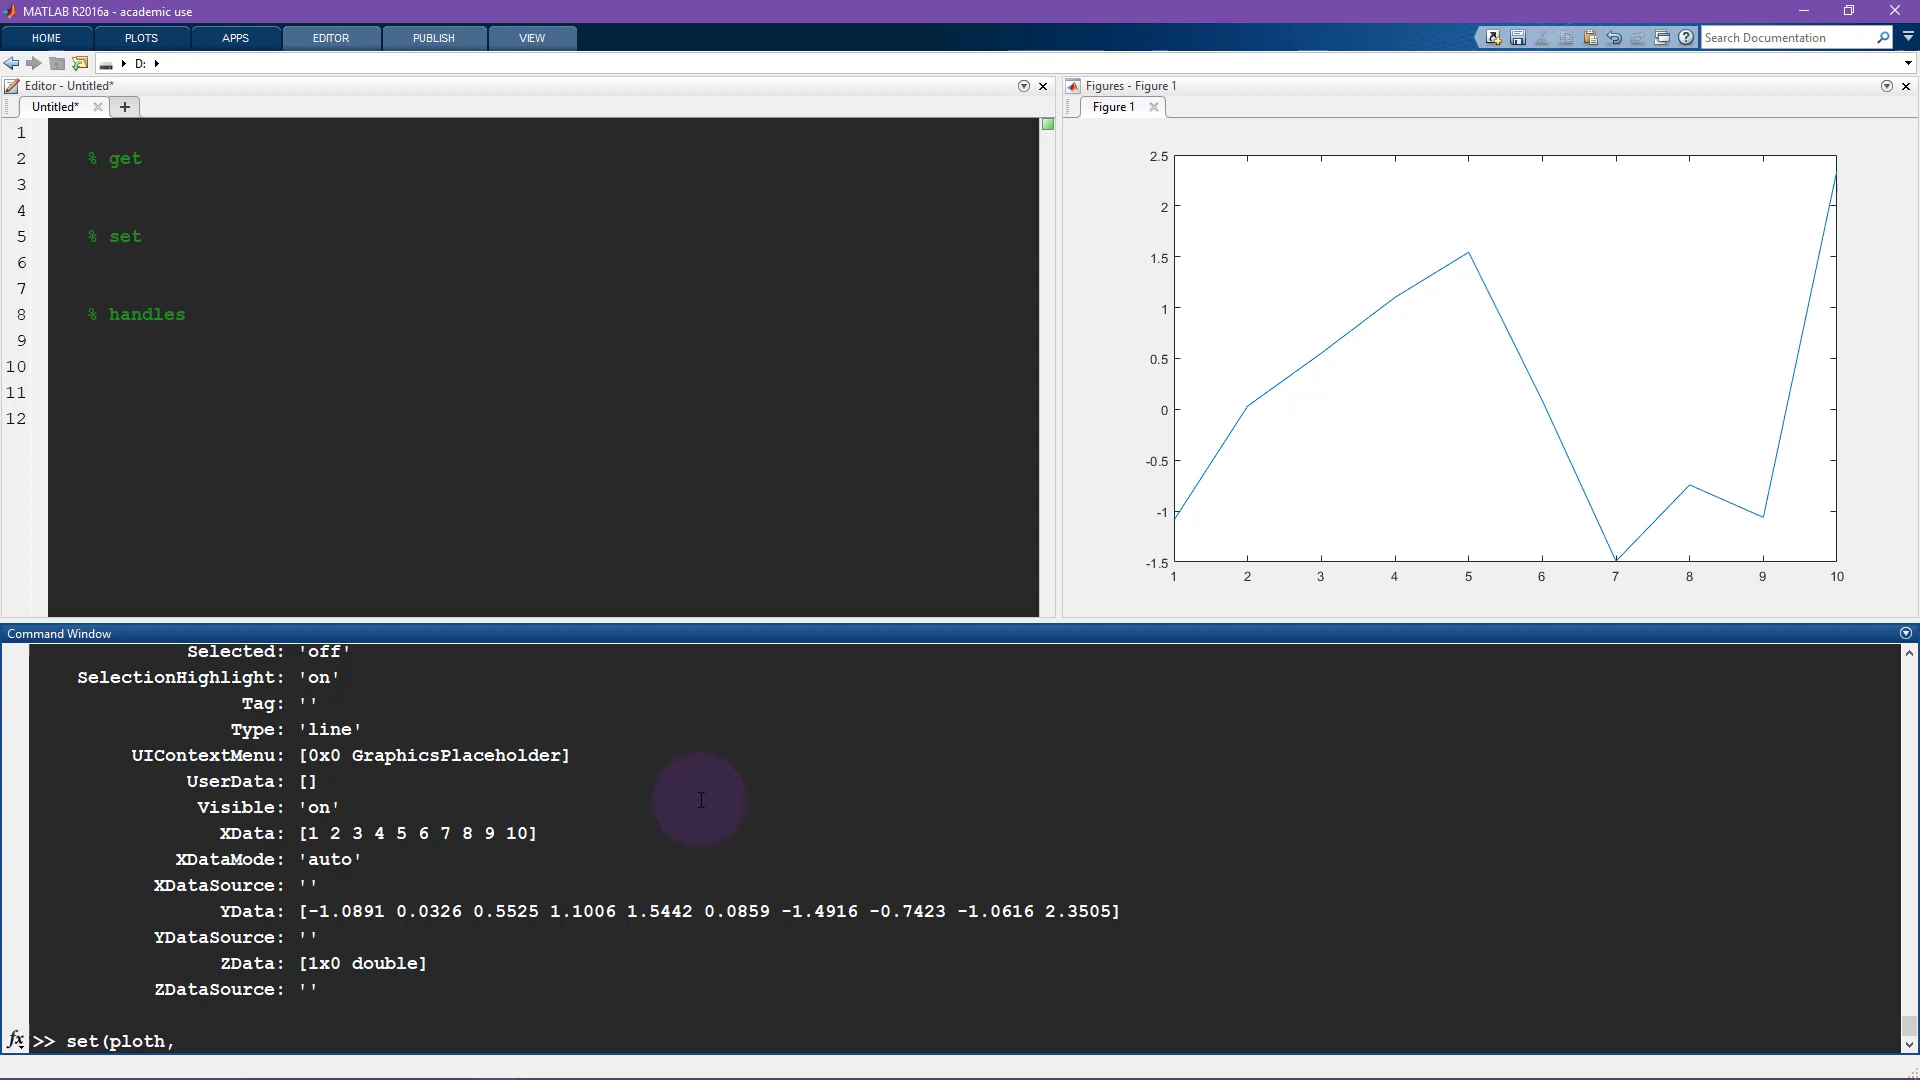 MATLAB R2016a - academic use
HOME PLOTS APPS EDITOR PUBLISH VIEW
Search Documentation
D:
Editor - Untitled*
Untitled*
+
1
2 % get
3
4
5 % set
6
7
8 % handles
9
10
11
12
Figures - Figure 1
Figure 1
2.5
2
1.5
1
0.5
0
-0.5
-1
-1.5
1 2 3 4 5 6 7 8 9 10
Command Window
Selected: 'off'
SelectionHighlight: 'on'
Tag: ''
Type: 'line'
UIContextMenu: [0x0 GraphicsPlaceholder]
UserData: []
Visible: 'on'
XData: [1 2 3 4 5 6 7 8 9 10]
XDataMode: 'auto'
XDataSource: ''
YData: [-1.0891 0.0326 0.5525 1.1006 1.5442 0.0859 -1.4916 -0.7423 -1.0616 2.3505]
YDataSource: ''
ZData: [1x0 double]
ZDataSource: ''
fx >> set(ploth,